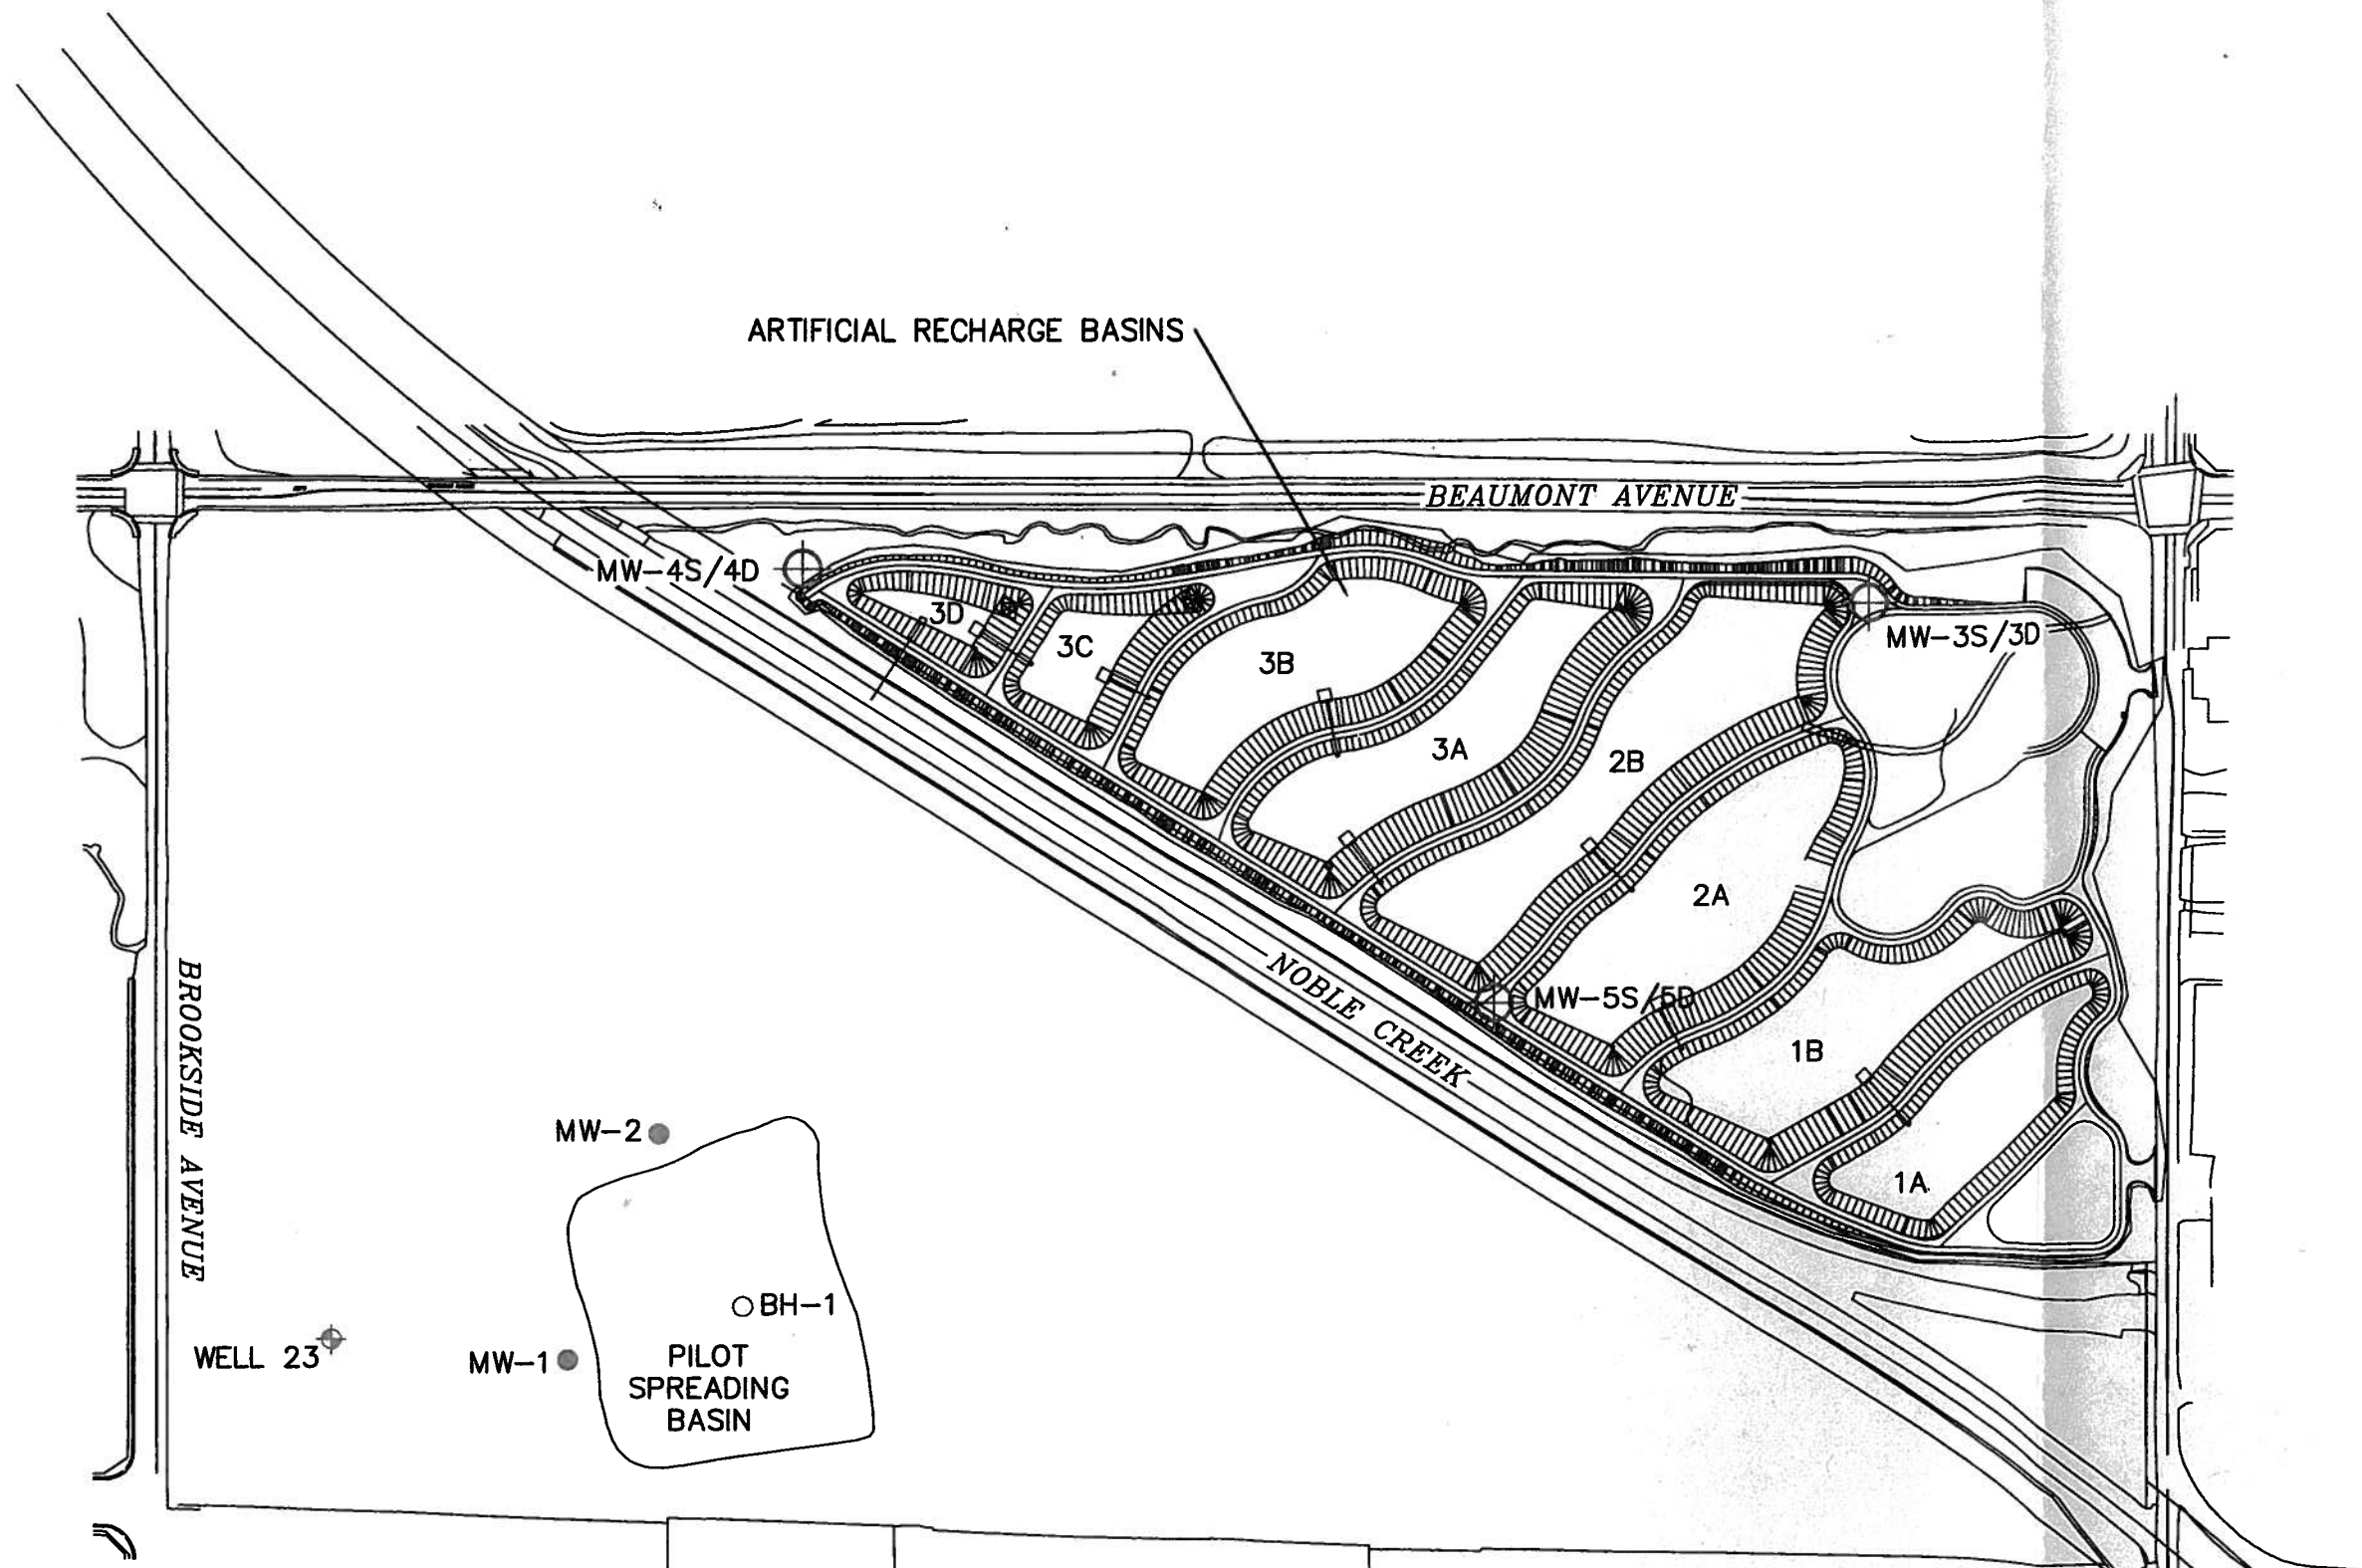 ARTIFICIAL RECHARGE BASINS
BEAUMONT AVENUE
MW-4S/4D
3D
3C
3B
MW-3S/3D
3A
2B
2A
NOBLE CREEK
MW-5S/5D
1B
1A
BROOKSIDE AVENUE
MW-2
BH-1
WELL 23
MW-1
PILOT
SPREADING
BASIN